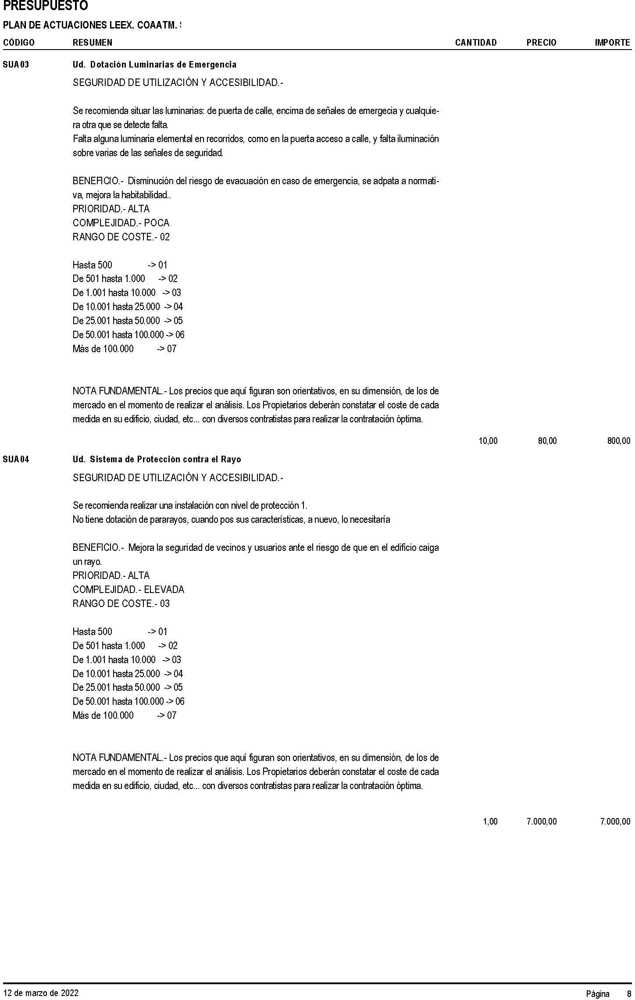 PRESUPUESTO
PLAN DE ACTUACIONES LEEX. COAATM.
CÓDIGO RESUMEN CANTIDAD PRECIO IMPORTE
SUA03 Ud. Dotación Luminarias de Emergencia
SEGURIDAD DE UTILIZACIÓN Y ACCESIBILIDAD.-
Se recomienda situar las luminarias: de puerta de calle, encima de señales de emergecia y cualquie-
ra otra que se detecte falta.
Falta alguna luminaria elemental en recorridos, como en la puerta acceso a calle, y falta iluminación
sobre varias de las señales de seguridad.
BENEFICIO.- Disminución del riesgo de evacuación en caso de emergencia, se adpata a normati-
va, mejora la habitabilidad..
PRIORIDAD.- ALTA
COMPLEJIDAD.- POCA
RANGO DE COSTE.- 02
Hasta 500 -> 01
De 501 hasta 1.000 -> 02
De 1.001 hasta 10.000 -> 03
De 10.001 hasta 25.000 -> 04
De 25.001 hasta 50.000 -> 05
De 50.001 hasta 100.000 -> 06
Más de 100.000 -> 07
NOTA FUNDAMENTAL.- Los precios que aquí figuran son orientativos, en su dimensión, de los de
mercado en el momento de realizar el análisis. Los Propietarios deberán constatar el coste de cada
medida en su edificio, ciudad, etc... con diversos contratistas para realizar la contratación óptima.
10,00 80,00 800,00
SUA04 Ud. Sistema de Protección contra el Rayo
SEGURIDAD DE UTILIZACIÓN Y ACCESIBILIDAD.-
Se recomienda realizar una instalación con nivel de protección 1.
No tiene dotación de pararayos, cuando pos sus características, a nuevo, lo necesitaría
BENEFICIO.- Mejora la seguridad de vecinos y usuarios ante el riesgo de que en el edificio caiga
un rayo.
PRIORIDAD.- ALTA
COMPLEJIDAD.- ELEVADA
RANGO DE COSTE.- 03
Hasta 500 -> 01
De 501 hasta 1.000 -> 02
De 1.001 hasta 10.000 -> 03
De 10.001 hasta 25.000 -> 04
De 25.001 hasta 50.000 -> 05
De 50.001 hasta 100.000 -> 06
Más de 100.000 -> 07
NOTA FUNDAMENTAL.- Los precios que aquí figuran son orientativos, en su dimensión, de los de
mercado en el momento de realizar el análisis. Los Propietarios deberán constatar el coste de cada
medida en su edificio, ciudad, etc... con diversos contratistas para realizar la contratación óptima.
1,00 7.000,00 7.000,00
12 de marzo de 2022 Página 8